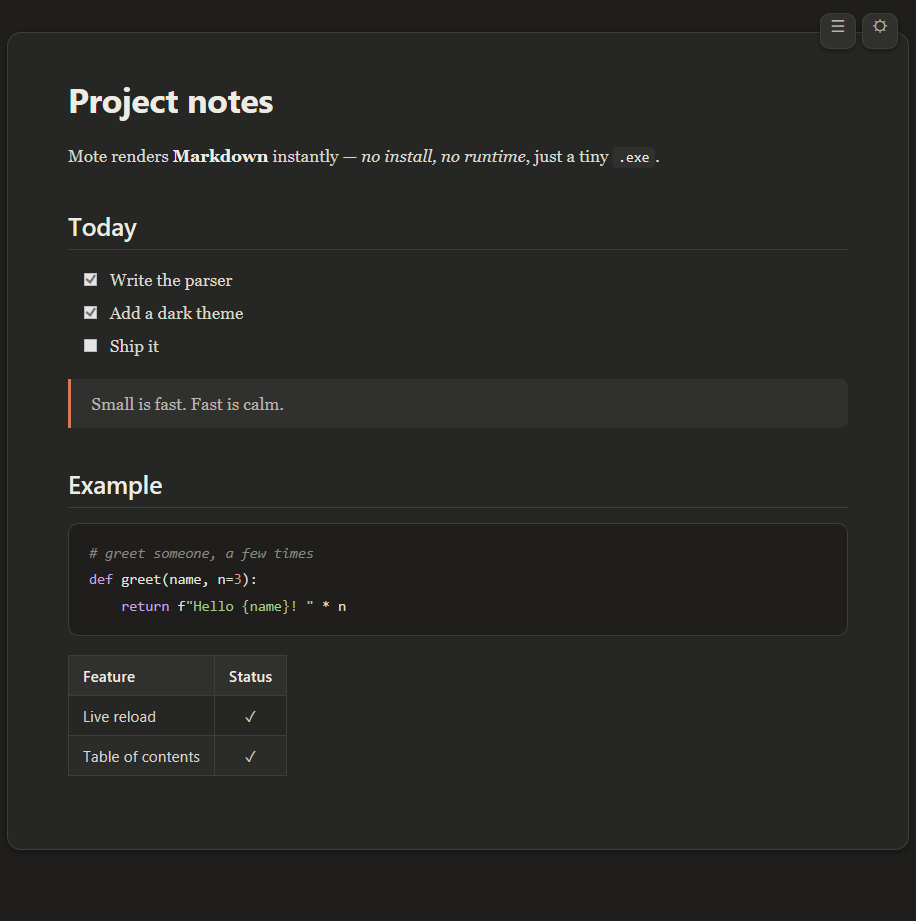 Project notes
Mote renders Markdown instantly — no install, no runtime, just a tiny .exe.
Today
Write the parser
Add a dark theme
Ship it
Small is fast. Fast is calm.
Example
# greet someone, a few times
def greet(name, n=3):
    return f"Hello {name}! " * n
Feature Status
Live reload ✓
Table of contents ✓